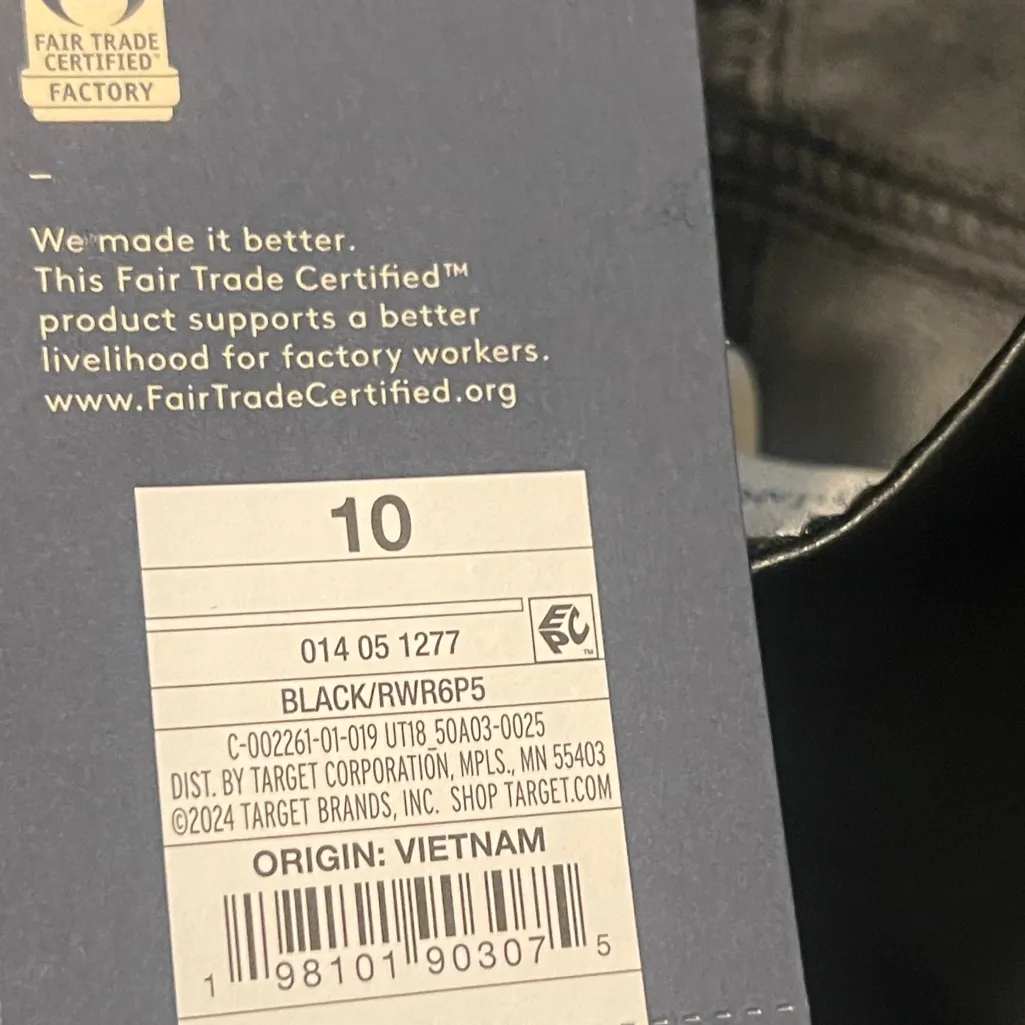 FAIR TRADE
CERTIFIED™
FACTORY
We made it better.
This Fair Trade Certified™
product supports a better
livelihood for factory workers.
www.FairTradeCertified.org
10
EPC™
014 05 1277
BLACK/RWR6P5
C-002261-01-019 UT18_50A03-0025
DIST. BY TARGET CORPORATION, MPLS., MN 55403
©2024 TARGET BRANDS, INC. SHOP TARGET.COM
ORIGIN: VIETNAM
1 98101 90307 5